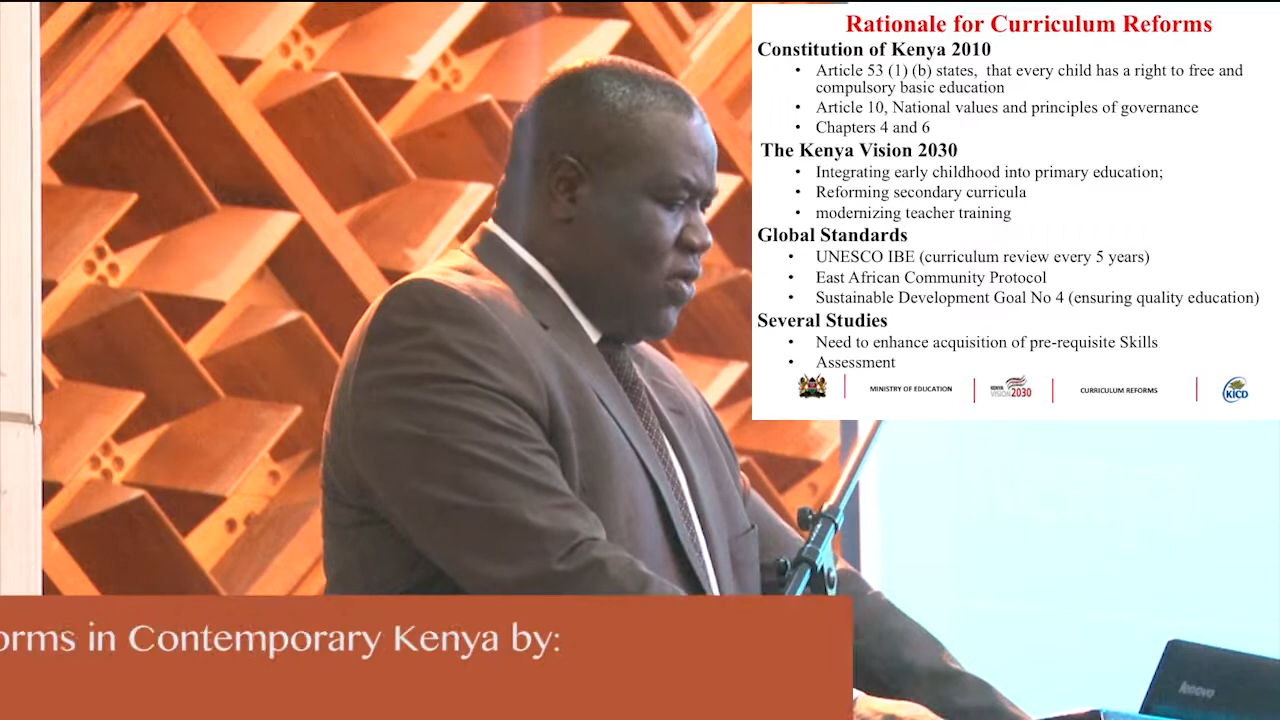 Rationale for Curriculum Reforms
Constitution of Kenya 2010
• Article 53 (1) (b) states, that every child has a right to free and
compulsory basic education
• Article 10, National values and principles of governance
• Chapters 4 and 6
The Kenya Vision 2030
• Integrating early childhood into primary education;
• Reforming secondary curricula
• modernizing teacher training
Global Standards
• UNESCO IBE (curriculum review every 5 years)
• East African Community Protocol
• Sustainable Development Goal No 4 (ensuring quality education)
Several Studies
• Need to enhance acquisition of pre-requisite Skills
• Assessment
MINISTRY OF EDUCATION
KENYA
VISION 2030
CURRICULUM REFORMS
KICD
orms in Contemporary Kenya by:
lenovo